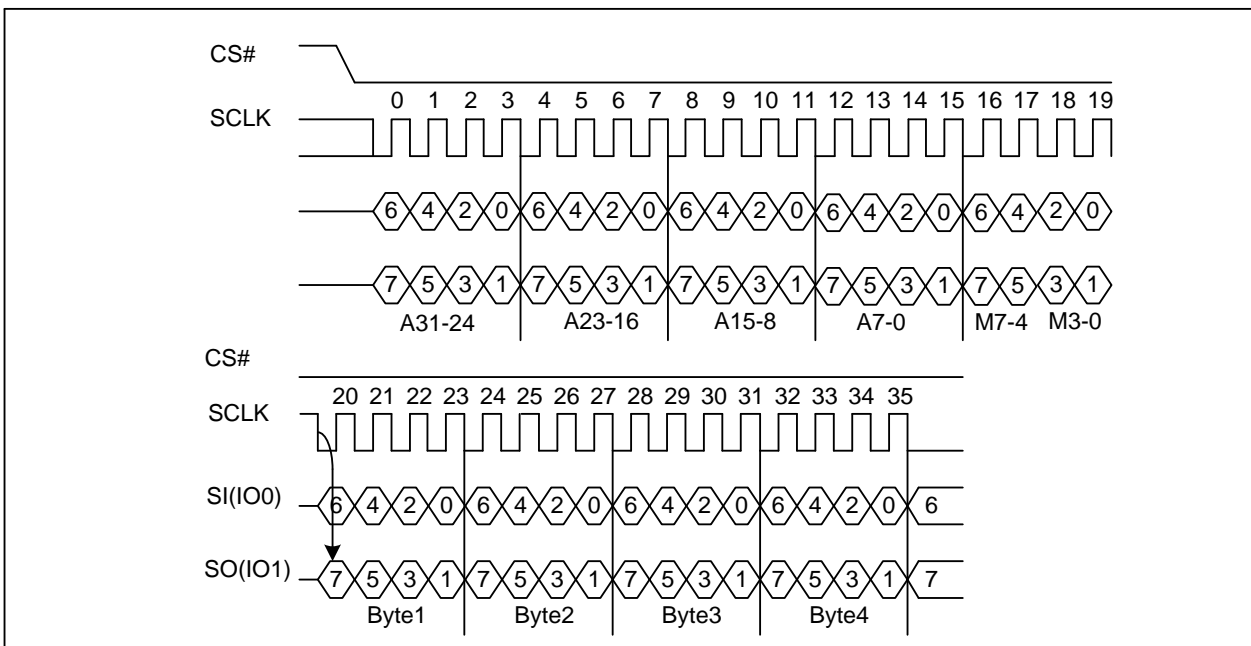 CS#
0 1 2 3 4 5 6 7 8 9 10 11 12 13 14 15 16 17 18 19
SCLK
6 4 2 0 6 4 2 0 6 4 2 0 6 4 2 0 6 4 2 0
7 5 3 1 7 5 3 1 7 5 3 1 7 5 3 1 7 5 3 1
A31-24 A23-16 A15-8 A7-0 M7-4 M3-0
CS#
20 21 22 23 24 25 26 27 28 29 30 31 32 33 34 35
SCLK
SI(IO0) 6 4 2 0 6 4 2 0 6 4 2 0 6 4 2 0 6
SO(IO1) 7 5 3 1 7 5 3 1 7 5 3 1 7 5 3 1 7
Byte1 Byte2 Byte3 Byte4